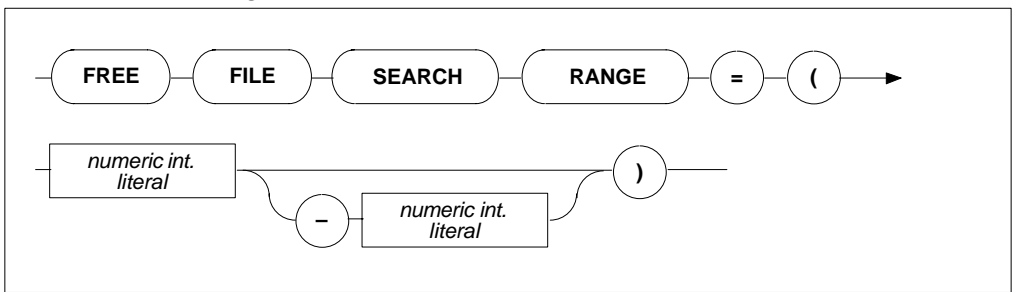 FREE FILE SEARCH RANGE = (
numeric int.
literal
)
– numeric int.
literal